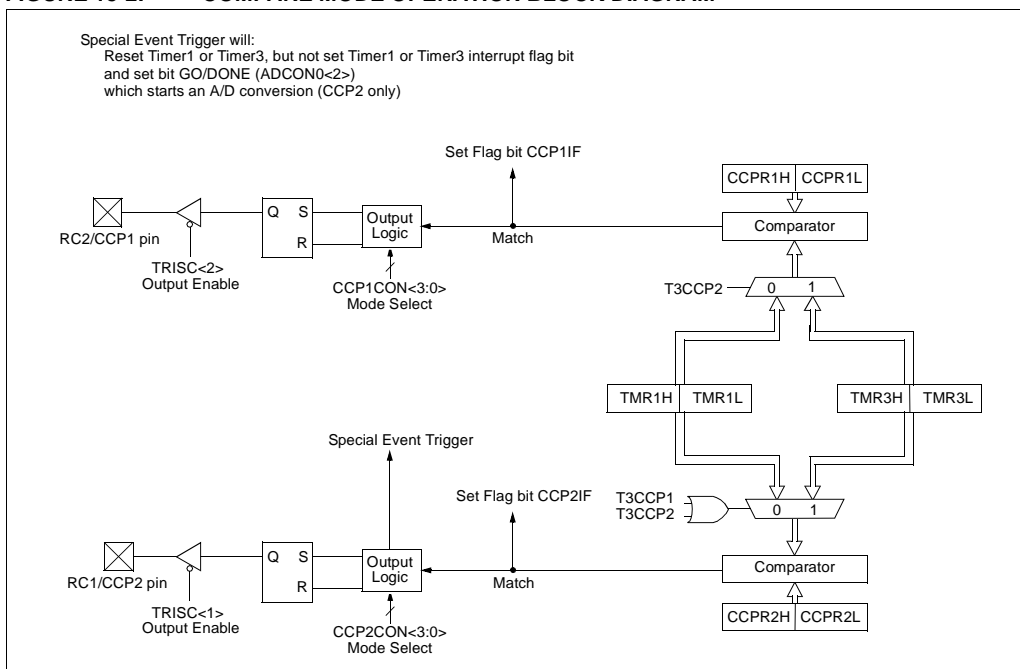 Special Event Trigger will:
Reset Timer1 or Timer3, but not set Timer1 or Timer3 interrupt flag bit
and set bit GO/DONE (ADCON0<2>)
which starts an A/D conversion (CCP2 only)
Set Flag bit CCP1IF
CCPR1H CCPR1L
Q S
R
Output
Logic
Comparator
RC2/CCP1 pin
Match
TRISC<2>
Output Enable
CCP1CON<3:0>
Mode Select
T3CCP2
0 1
TMR1H TMR1L
TMR3H TMR3L
Special Event Trigger
Set Flag bit CCP2IF
T3CCP1
T3CCP2
0 1
Q S
R
Output
Logic
Comparator
RC1/CCP2 pin
Match
TRISC<1>
Output Enable
CCP2CON<3:0>
Mode Select
CCPR2H CCPR2L